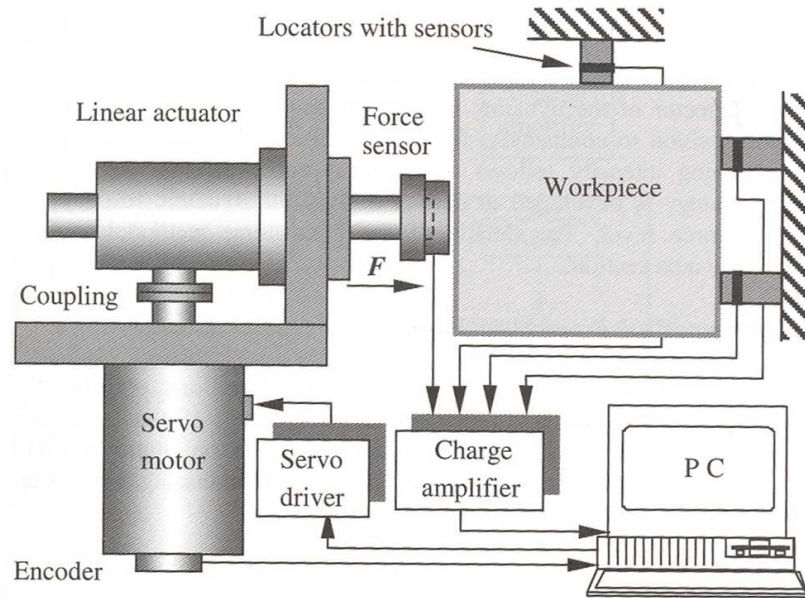 Locators with sensors
Linear actuator
Force
sensor
Workpiece
F
Coupling
Servo
motor
Servo
driver
Charge
amplifier
P C
Encoder